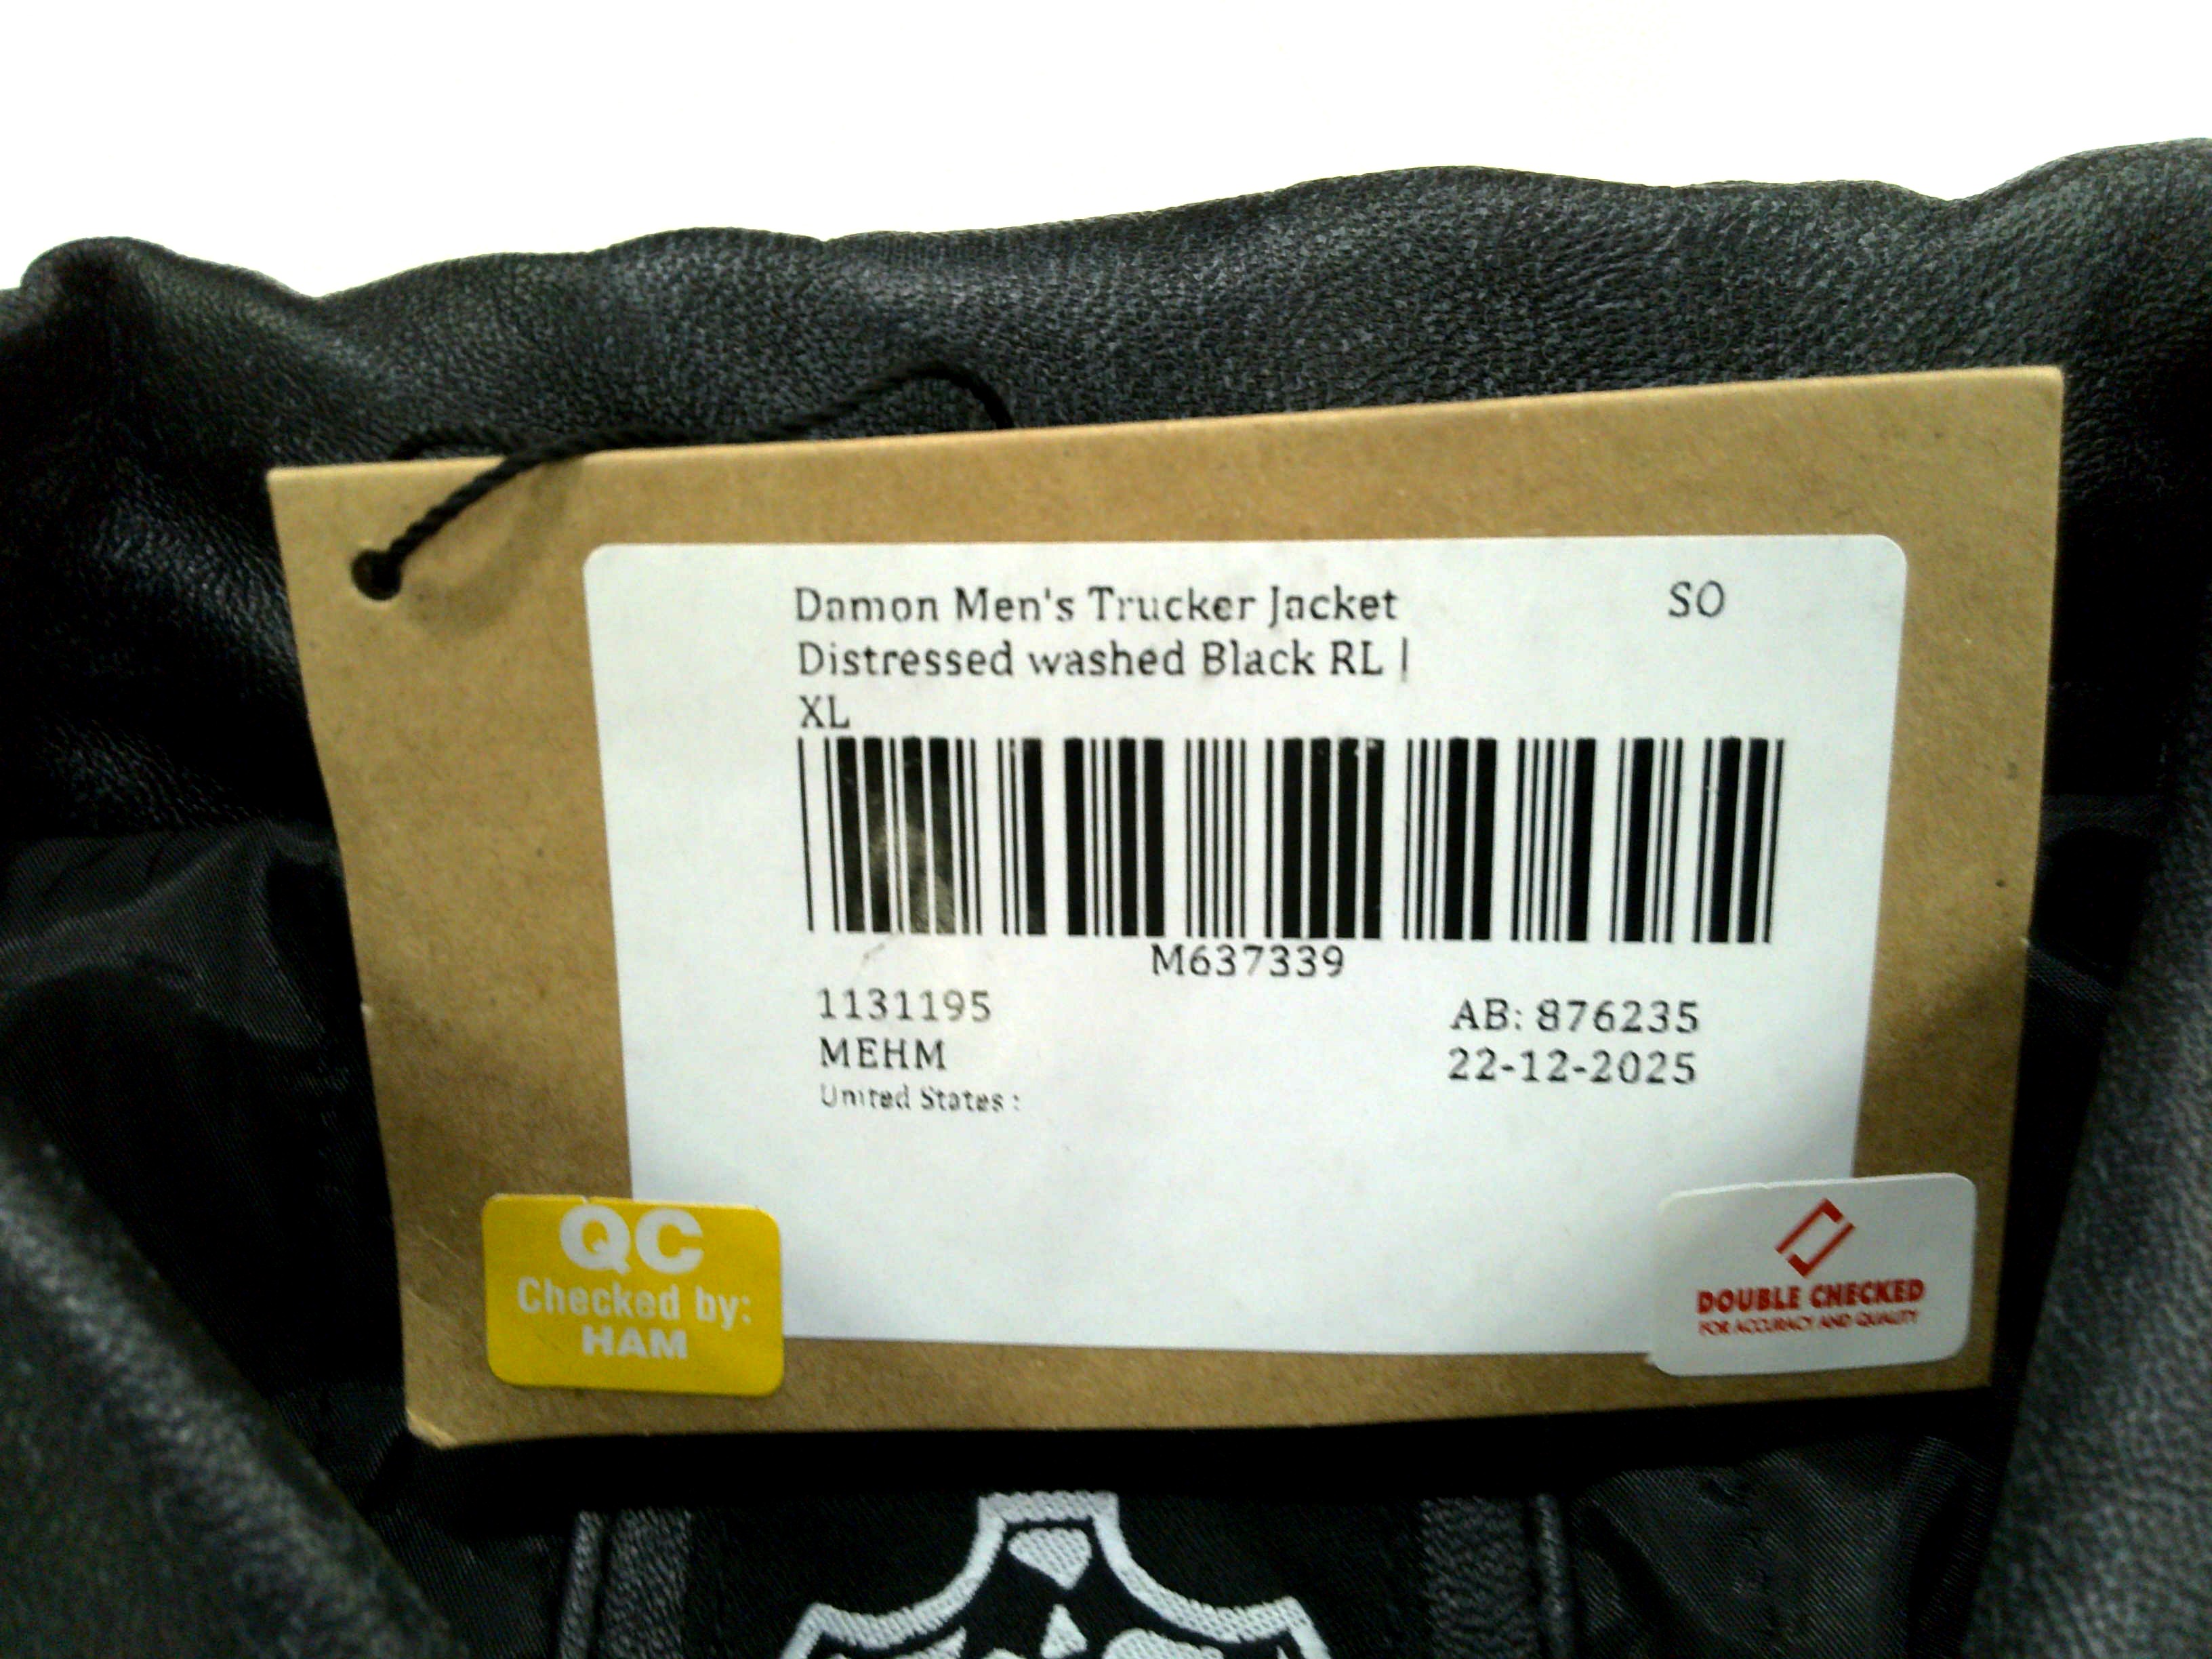 Damon Men's Trucker Jacket SO
Distressed washed Black RL |
XL
M637339
1131195 AB: 876235
MEHM 22-12-2025
United States :
QC
Checked by:
HAM
DOUBLE CHECKED
FOR ACCURACY AND QUALITY